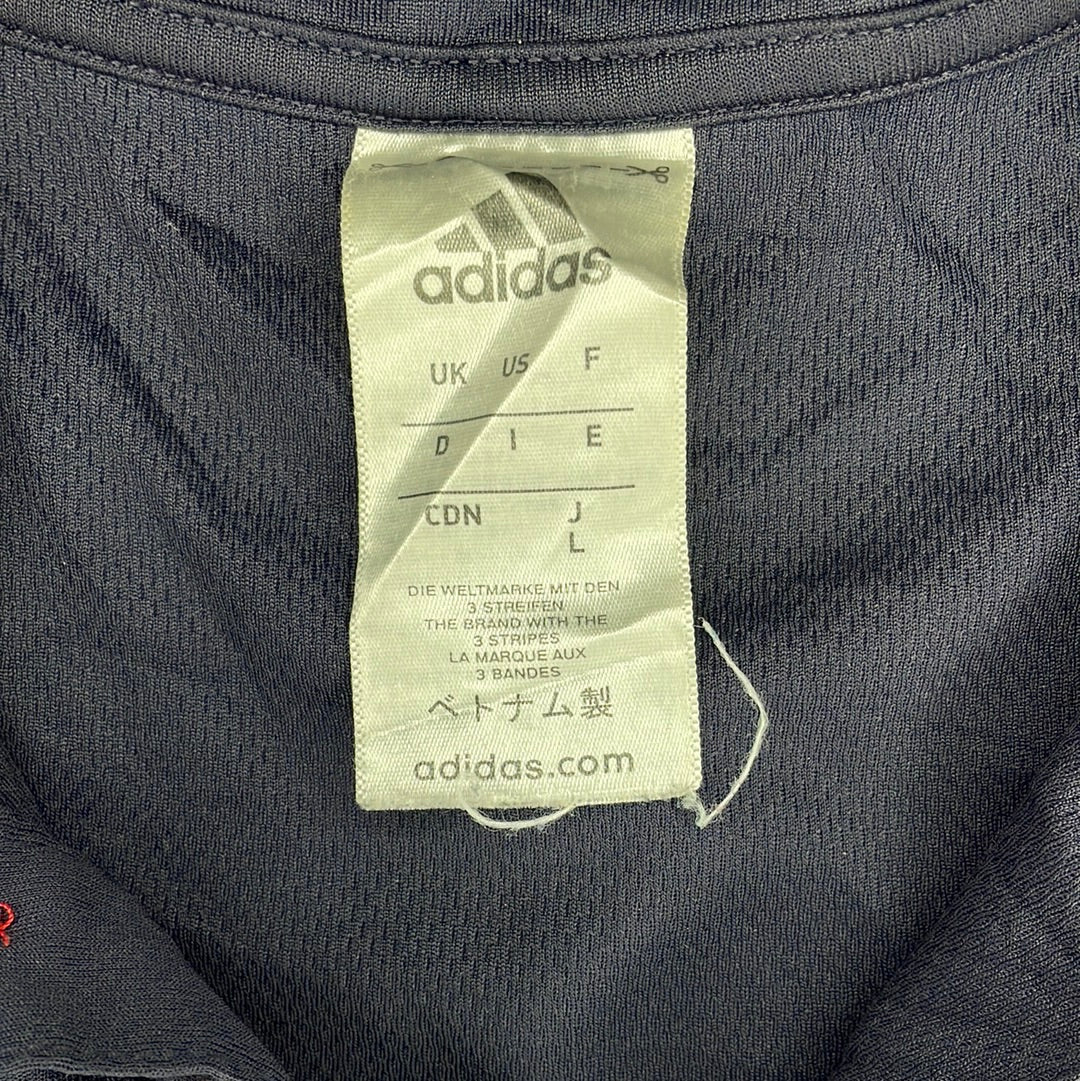 adidas
UK US F
D I E
CDN J
L
DIE WELTMARKE MIT DEN
3 STREIFEN
THE BRAND WITH THE
3 STRIPES
LA MARQUE AUX
3 BANDES
ベトナム製
adidas.com
R